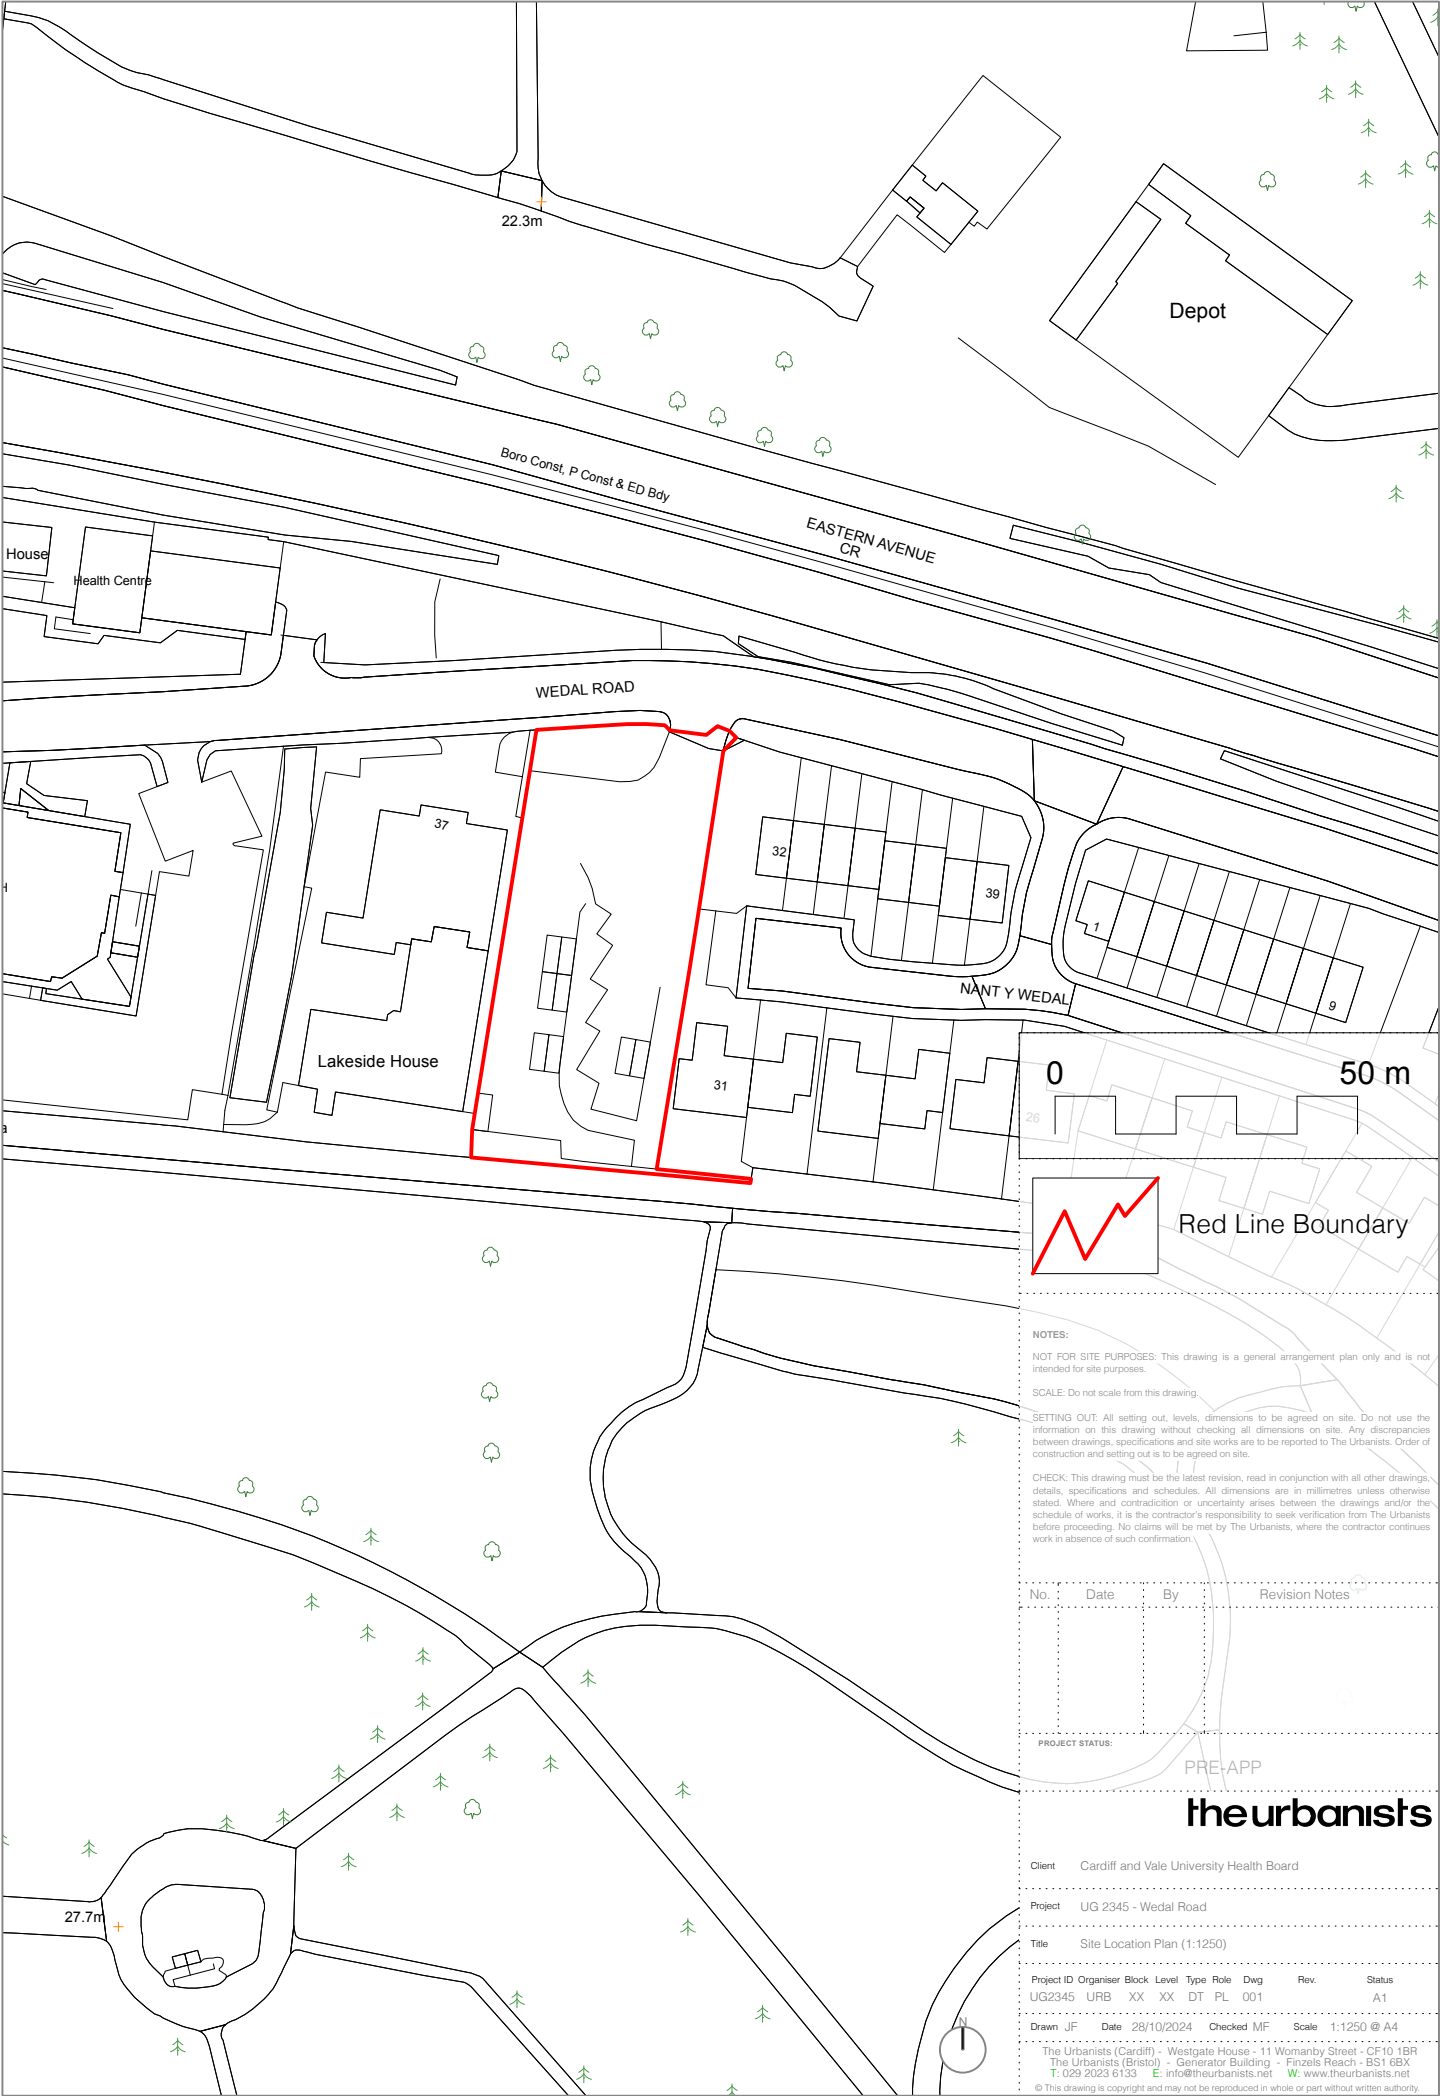 22.3m
Depot
Boro Const, P Const & ED Bdy
EASTERN AVENUE
CR
House
Health Centre
WEDAL ROAD
37
32
39
1
9
NANT Y WEDAL
Lakeside House
31
26
0 50 m
Red Line Boundary
NOTES:
NOT FOR SITE PURPOSES: This drawing is a general arrangement plan only and is not
intended for site purposes.
SCALE: Do not scale from this drawing.
SETTING OUT: All setting out, levels, dimensions to be agreed on site. Do not use the
information on this drawing without checking all dimensions on site. Any discrepancies
between drawings, specifications and site works are to be reported to The Urbanists. Order of
construction and setting out is to be agreed on site.
CHECK: This drawing must be the latest revision, read in conjunction with all other drawings,
details, specifications and schedules. All dimensions are in millimetres unless otherwise
stated. Where and contradicition or uncertainty arises between the drawings and/or the
schedule of works, it is the contractor's responsibility to seek verification from The Urbanists
before proceeding. No claims will be met by The Urbanists, where the contractor continues
work in absence of such confirmation.
No. Date By Revision Notes
PROJECT STATUS:
PRE-APP
theurbanists
Client Cardiff and Vale University Health Board
Project UG 2345 - Wedal Road
Title Site Location Plan (1:1250)
Project ID Organiser Block Level Type Role Dwg Rev. Status
UG2345 URB XX XX DT PL 001 A1
Drawn JF Date 28/10/2024 Checked MF Scale 1:1250 @ A4
The Urbanists (Cardiff) - Westgate House - 11 Womanby Street - CF10 1BR
The Urbanists (Bristol) - Generator Building - Finzels Reach - BS1 6BX
T: 029 2023 6133 E: info@theurbanists.net W: www.theurbanists.net
© This drawing is copyright and may not be reproduced in whole or part without written authority.
27.7m
N